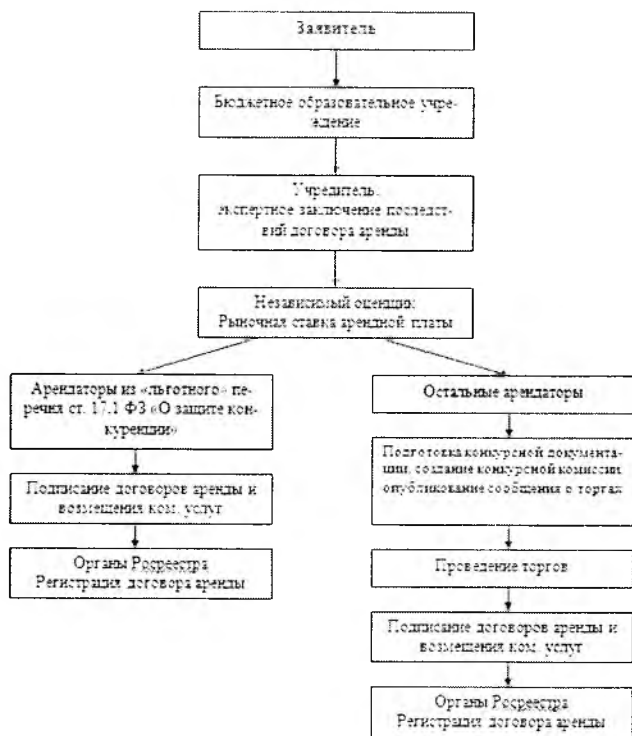 Заявитель
Бюджетное образовательное учре-
ждение
Учредитель:
экспертное заключение последст-
вий договора аренды
Независимый оценщик:
Рыночная ставка арендной платы
Арендаторы из «льготного» пе-
речня ст. 17.1 ФЗ «О защите кон-
куренции»
Подписание договоров аренды и
возмещения ком. услуг
Органы Росреестра
Регистрация договора аренды
Остальные арендаторы
Подготовка конкурсной документа-
ции, создание конкурсной комиссии,
опубликование сообщения о торгах
Проведение торгов
Подписание договоров аренды и
возмещения ком. услуг
Органы Росреестра
Регистрация договора аренды